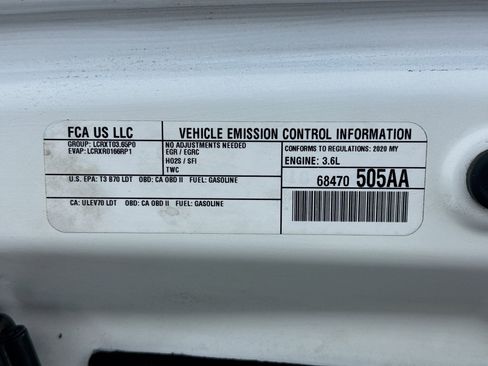 FCA US LLC
VEHICLE EMISSION CONTROL INFORMATION
GROUP: LCRXT03.65P0
EVAP: LCRXR0166RP1
NO ADJUSTMENTS NEEDED
EGR / EGRC
HO2S / SFI
TWC
CONFORMS TO REGULATIONS: 2020 MY
ENGINE: 3.6L
U.S. EPA: T3 B70 LDT OBD: CA OBD II FUEL: GASOLINE
CA: ULEV70 LDT OBD: CA OBD II FUEL: GASOLINE
68470 505AA